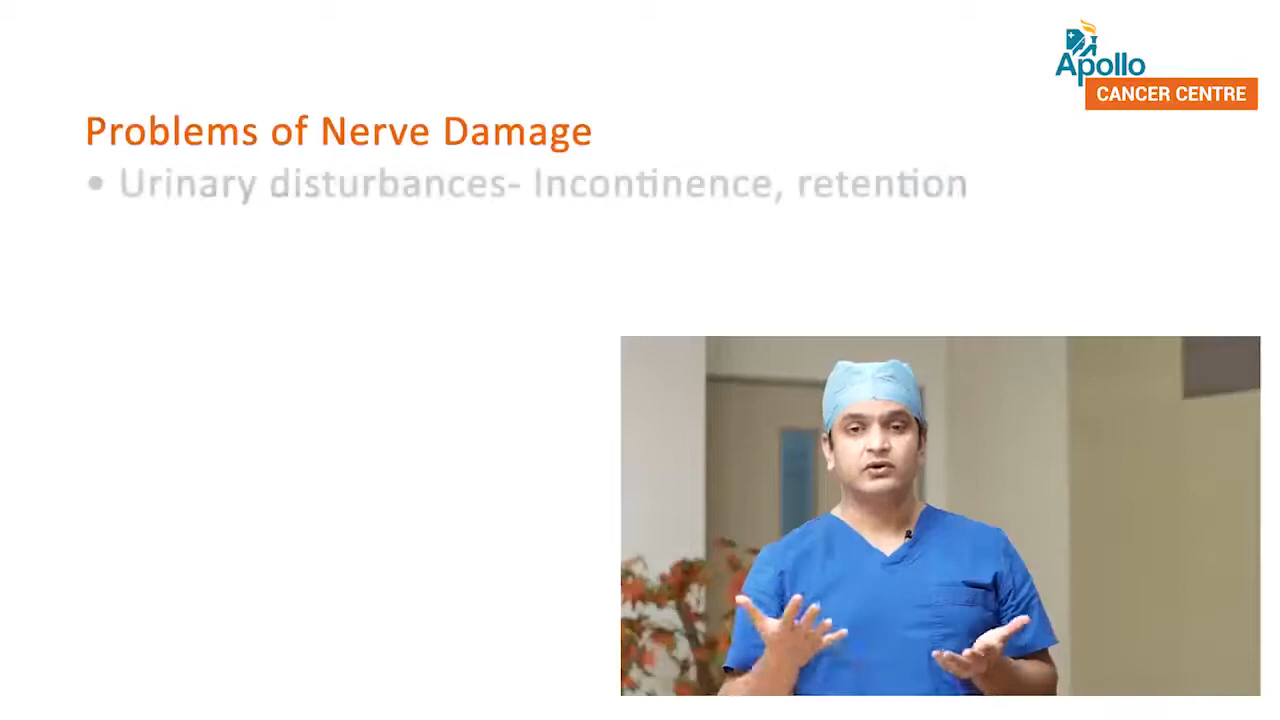 Apollo
CANCER CENTRE
Problems of Nerve Damage
• Urinary disturbances- Incontinence, retention